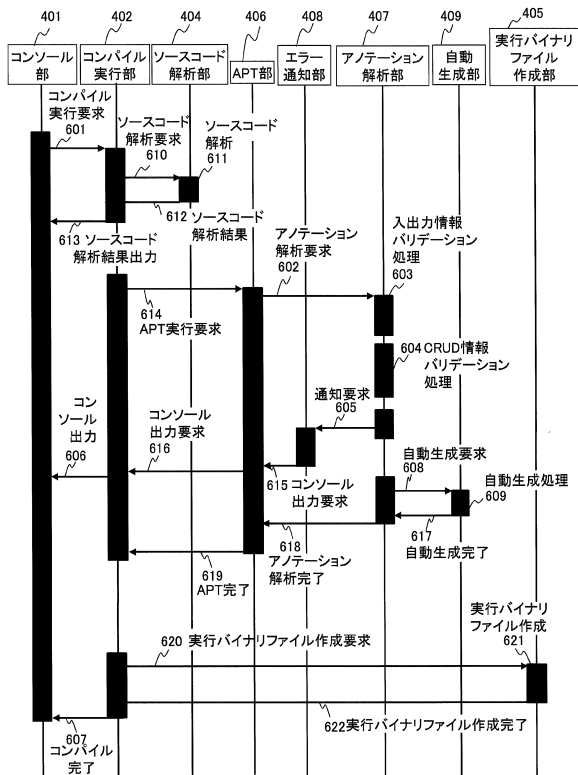 401
402
404
406
408
407
409
405
コンソール
部
コンパイル
実行部
ソースコード
解析部
APT部
エラー
通知部
アノテーション
解析部
自動
生成部
実行バイナリ
ファイル
作成部
コンパイル
実行要求
601
ソースコード
解析要求
610
ソースコード
解析
611
612
ソースコード
解析結果
613
ソースコード
解析結果出力
アノテーション
解析要求
602
入出力情報
バリデーション
処理
603
614
APT実行要求
604
CRUD情報
バリデーション
処理
通知要求
605
コン
ソール
出力
606
コンソール
出力要求
616
615
コンソール
出力要求
自動生成要求
608
自動生成処理
609
617
自動生成完了
618
アノテーション
解析完了
619
APT完了
620
実行バイナリファイル作成要求
実行バイナリ
ファイル作成
621
622実行バイナリファイル作成完了
607
コンパイル
完了